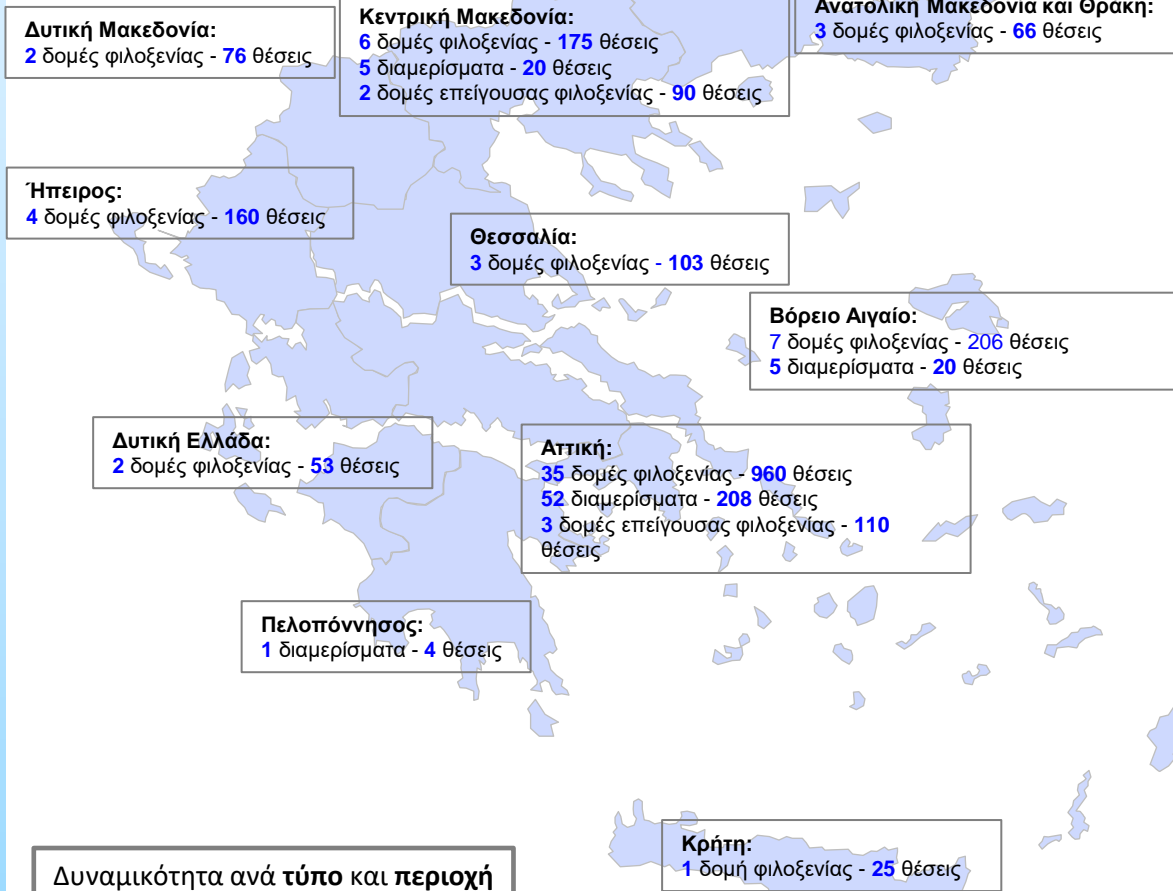 Δυτική Μακεδονία:
2 δομές φιλοξενίας - 76 θέσεις
Κεντρική Μακεδονία:
6 δομές φιλοξενίας - 175 θέσεις
5 διαμερίσματα - 20 θέσεις
2 δομές επείγουσας φιλοξενίας - 90 θέσεις
Ανατολική Μακεδονία και Θράκη:
3 δομές φιλοξενίας - 66 θέσεις
Ήπειρος:
4 δομές φιλοξενίας - 160 θέσεις
Θεσσαλία:
3 δομές φιλοξενίας - 103 θέσεις
Βόρειο Αιγαίο:
7 δομές φιλοξενίας - 206 θέσεις
5 διαμερίσματα - 20 θέσεις
Δυτική Ελλάδα:
2 δομές φιλοξενίας - 53 θέσεις
Αττική:
35 δομές φιλοξενίας - 960 θέσεις
52 διαμερίσματα - 208 θέσεις
3 δομές επείγουσας φιλοξενίας - 110
θέσεις
Πελοπόννησος:
1 διαμερίσματα - 4 θέσεις
Κρήτη:
1 δομή φιλοξενίας - 25 θέσεις
Δυναμικότητα ανά τύπο και περιοχή